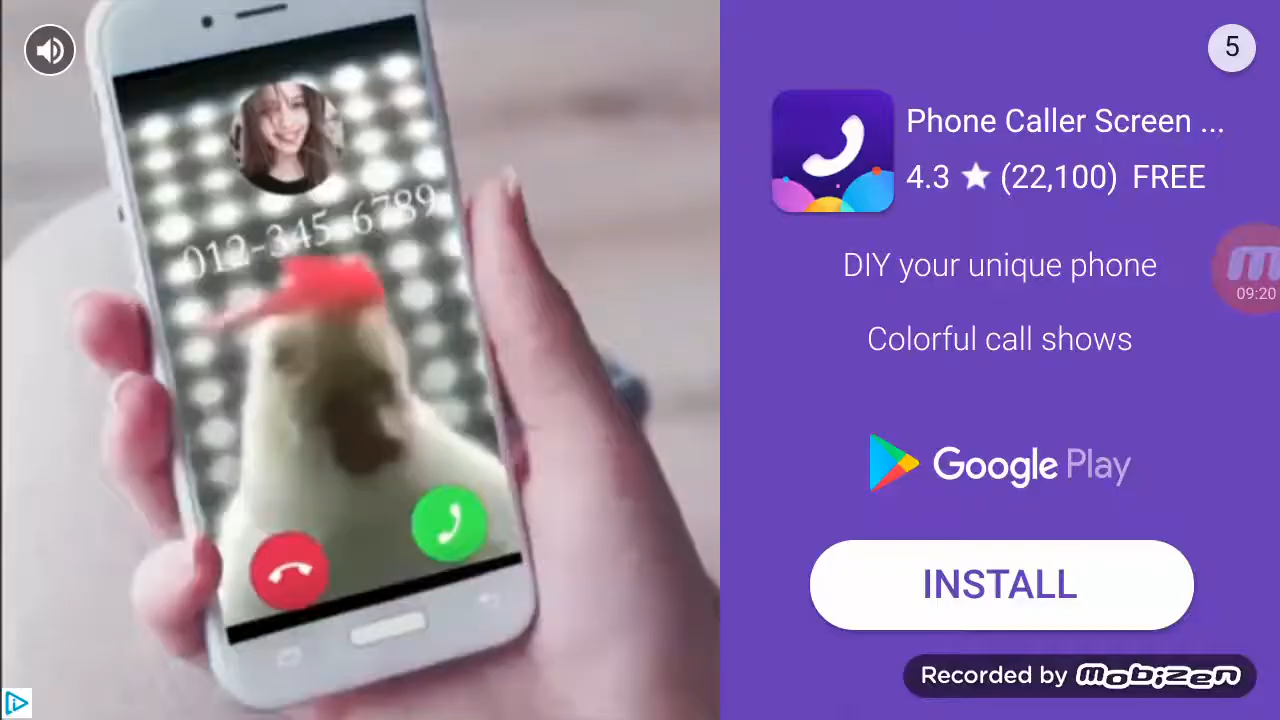 012-345-6789
5
Phone Caller Screen ...
4.3 ★ (22,100) FREE
DIY your unique phone
09:20
Colorful call shows
Google Play
INSTALL
Recorded by mobizen